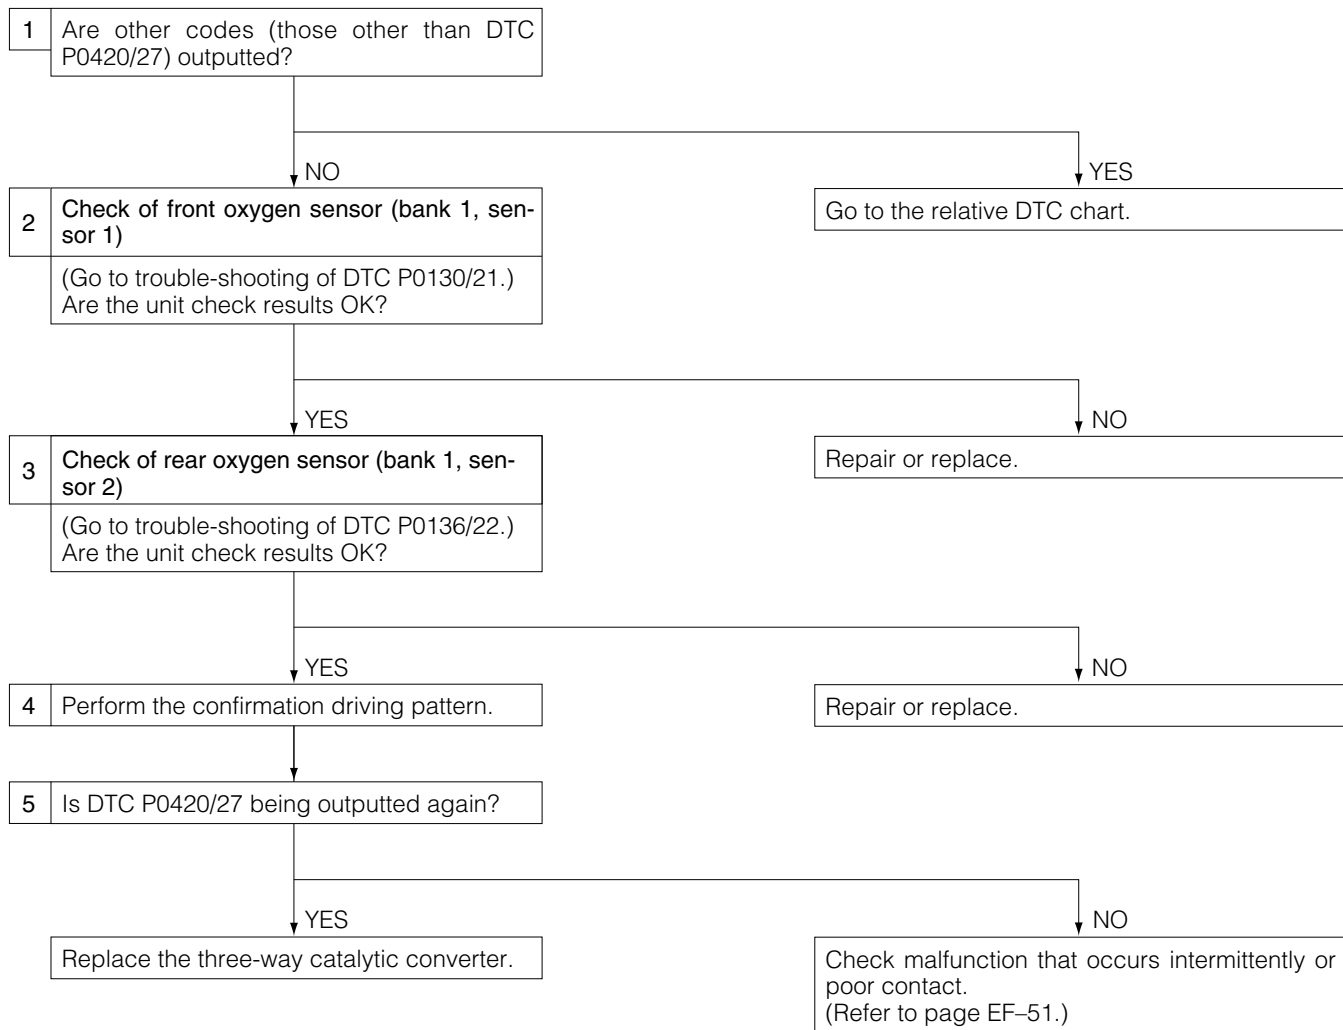 1
Are other codes (those other than DTC
P0420/27) outputted?
NO
YES
2
Check of front oxygen sensor (bank 1, sen-
sor 1)
(Go to trouble-shooting of DTC P0130/21.)
Are the unit check results OK?
Go to the relative DTC chart.
YES
NO
3
Check of rear oxygen sensor (bank 1, sen-
sor 2)
(Go to trouble-shooting of DTC P0136/22.)
Are the unit check results OK?
Repair or replace.
YES
NO
4
Perform the confirmation driving pattern.
Repair or replace.
5
Is DTC P0420/27 being outputted again?
YES
NO
Replace the three-way catalytic converter.
Check malfunction that occurs intermittently or
poor contact.
(Refer to page EF–51.)